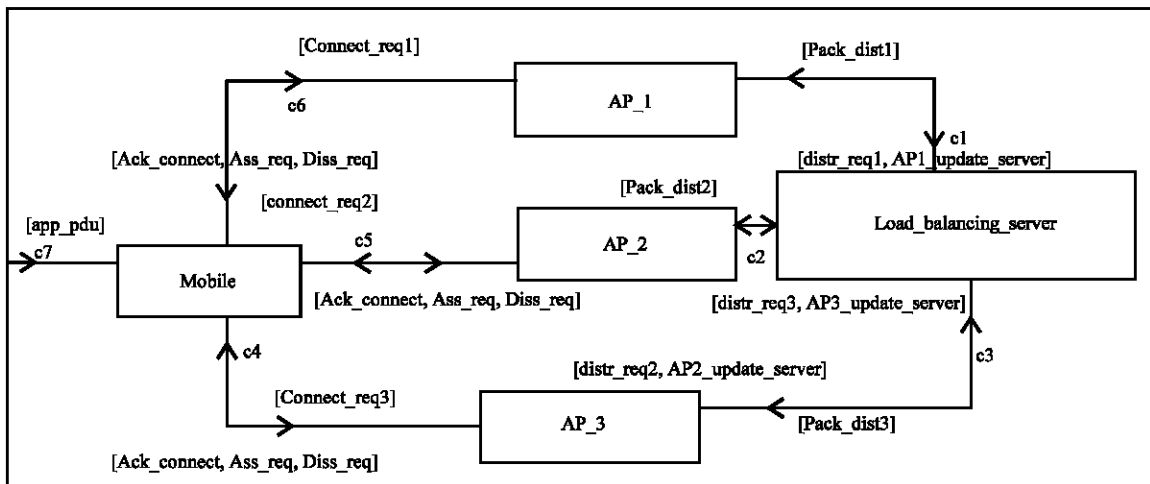 [Connect_req1]
[Pack_dist1]
AP_1
c6
c1
[Ack_connect, Ass_req, Diss_req]
[distr_req1, AP1_update_server]
[Pack_dist2]
[connect_req2]
[app_pdu]
c7
c5
AP_2
c2
Load_balancing_server
Mobile
[Ack_connect, Ass_req, Diss_req]
[distr_req3, AP3_update_server]
c4
c3
[distr_req2, AP2_update_server]
[Connect_req3]
AP_3
[Pack_dist3]
[Ack_connect, Ass_req, Diss_req]